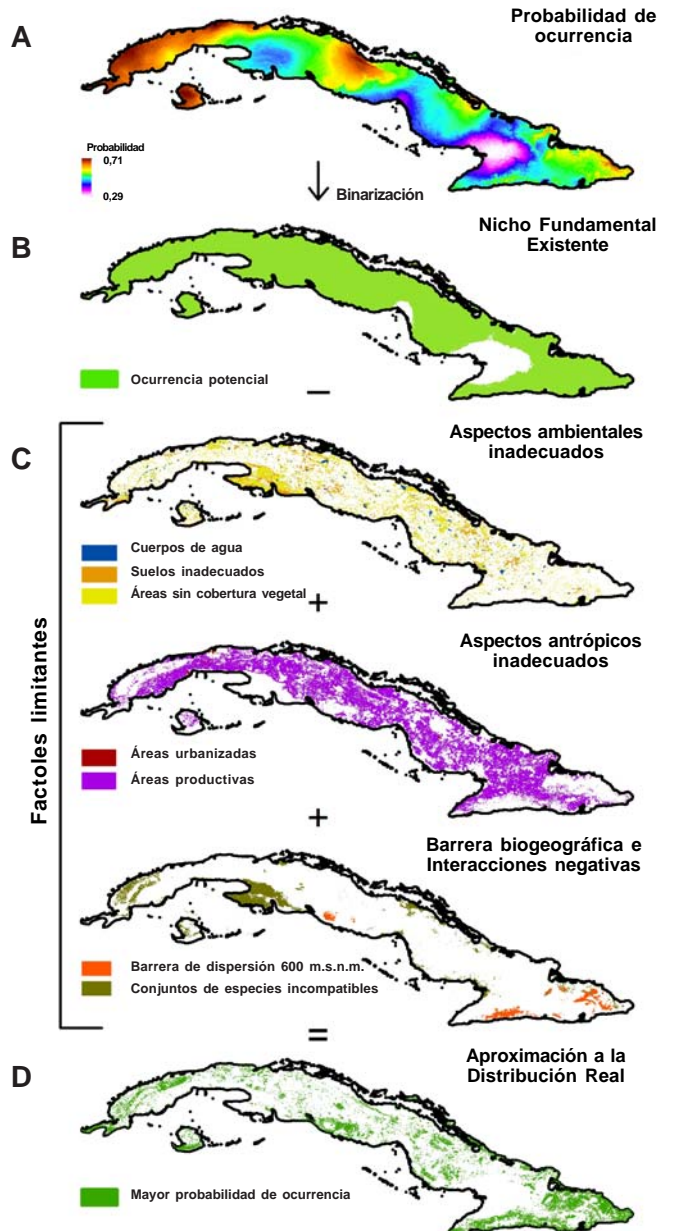 A
Probabilidad de
ocurrencia
Probabilidad
0,71
0,29
Binarización
B
Nicho Fundamental
Existente
Ocurrencia potencial
–
Factoles limitantes
C
Aspectos ambientales
inadecuados
Cuerpos de agua
Suelos inadecuados
Áreas sin cobertura vegetal
+
Aspectos antrópicos
inadecuados
Áreas urbanizadas
Áreas productivas
+
Barrera biogeográfica e
Interacciones negativas
Barrera de dispersión 600 m.s.n.m.
Conjuntos de especies incompatibles
=
D
Aproximación a la
Distribución Real
Mayor probabilidad de ocurrencia